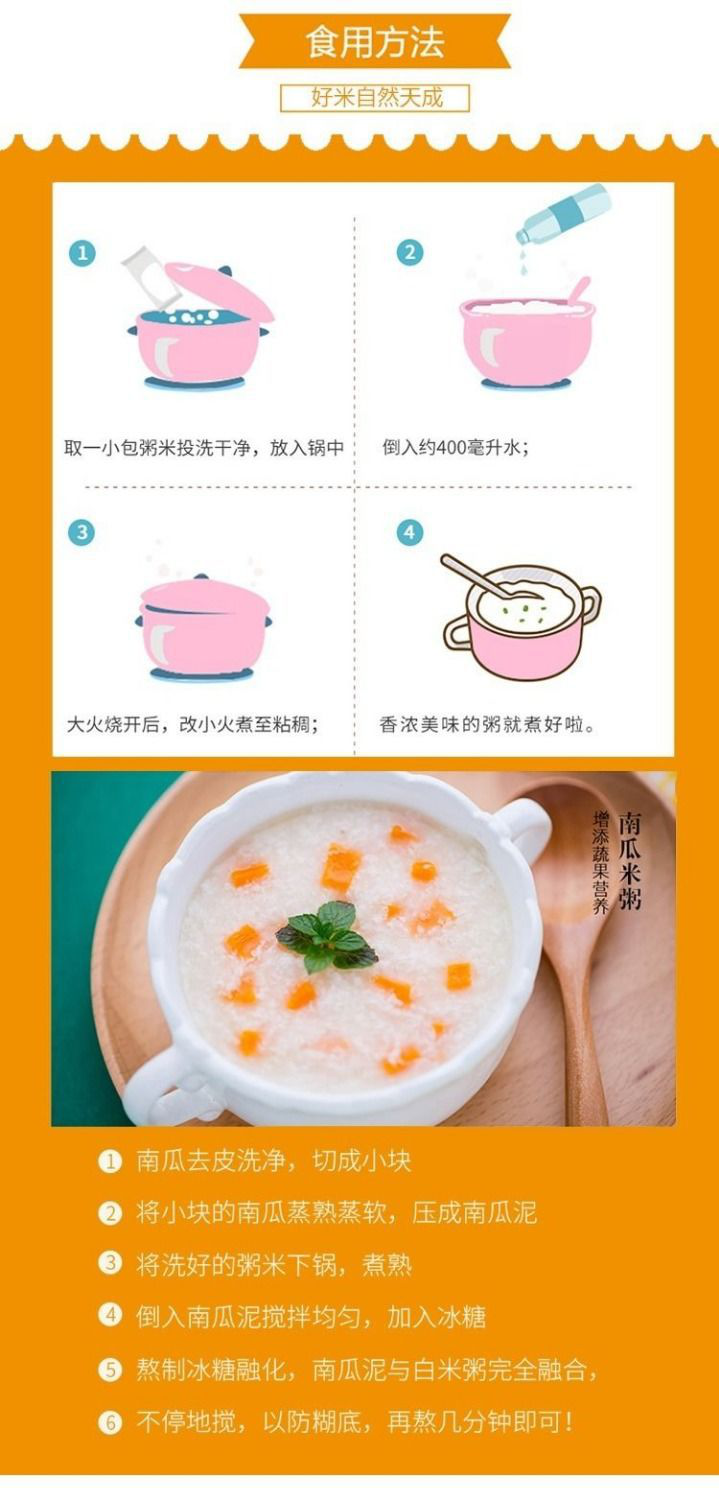 食用方法
好米自然天成
1
取一小包粥米投洗干净，放入锅中
2
倒入约400毫升水；
3
大火烧开后，改小火煮至粘稠；
4
香浓美味的粥就煮好啦。
南瓜米粥
增添蔬果营养
1 南瓜去皮洗净，切成小块
2 将小块的南瓜蒸熟蒸软，压成南瓜泥
3 将洗好的粥米下锅，煮熟
4 倒入南瓜泥搅拌均匀，加入冰糖
5 熬制冰糖融化，南瓜泥与白米粥完全融合，
6 不停地搅，以防糊底，再熬几分钟即可！